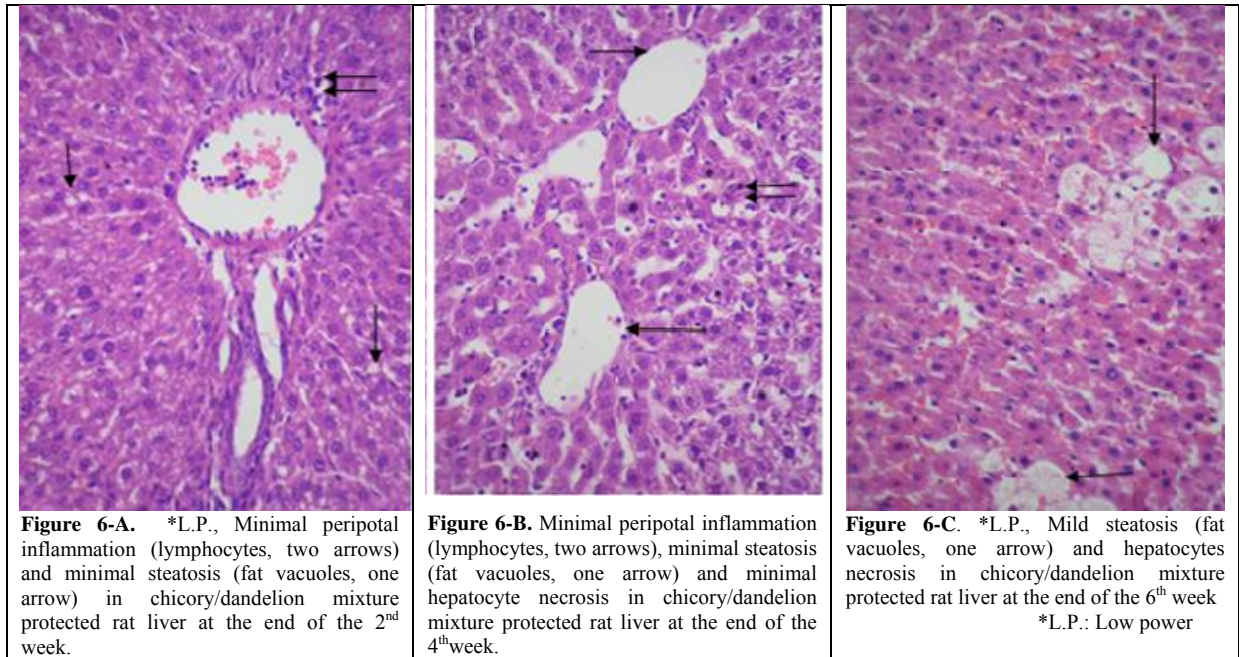 Figure 6-A. *L.P., Minimal peripotal
inflammation (lymphocytes, two arrows)
and minimal steatosis (fat vacuoles, one
arrow) in chicory/dandelion mixture
protected rat liver at the end of the 2nd
week.
Figure 6-B. Minimal peripotal inflammation
(lymphocytes, two arrows), minimal steatosis
(fat vacuoles, one arrow) and minimal
hepatocyte necrosis in chicory/dandelion
mixture protected rat liver at the end of the
4thweek.
Figure 6-C. *L.P., Mild steatosis (fat
vacuoles, one arrow) and hepatocytes
necrosis in chicory/dandelion mixture
protected rat liver at the end of the 6th week
*L.P.: Low power